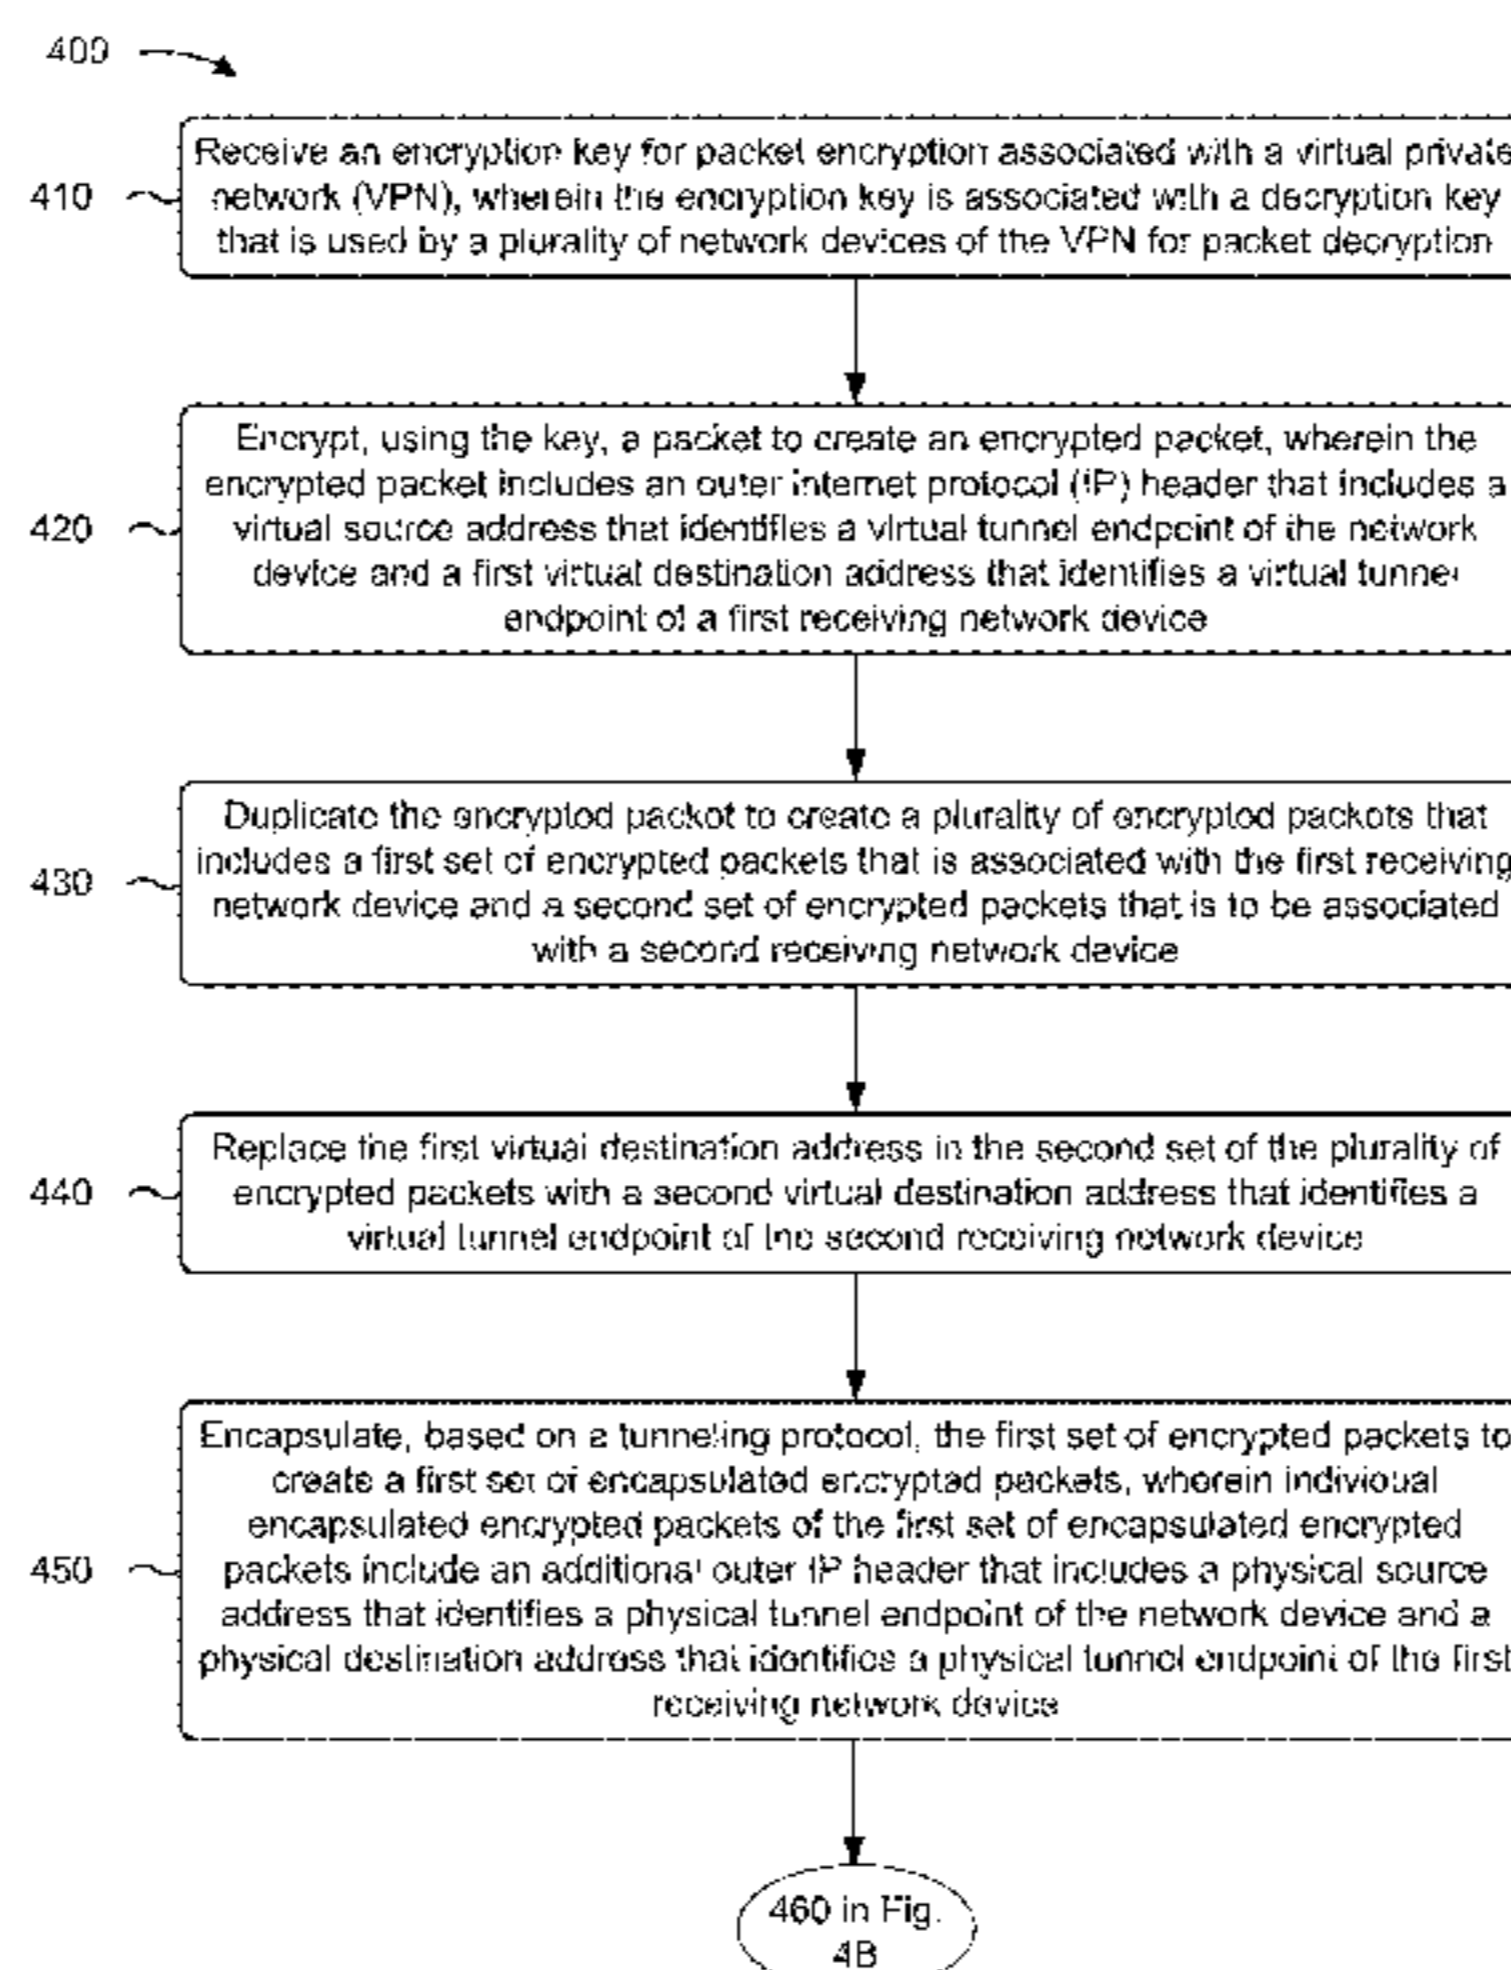 400
410
Receive an encryption key for packet encryption associated with a virtual private
network (VPN), wherein the encryption key is associated with a decryption key
that is used by a plurality of network devices of the VPN for packet decryption
420
Encrypt, using the key, a packet to create an encrypted packet, wherein the
encrypted packet includes an outer internet protocol (IP) header that includes a
virtual source address that identifies a virtual tunnel endpoint of the network
device and a first virtual destination address that identifies a virtual tunnel
endpoint of a first receiving network device
430
Duplicate the encrypted packet to create a plurality of encrypted packets that
includes a first set of encrypted packets that is associated with the first receiving
network device and a second set of encrypted packets that is to be associated
with a second receiving network device
440
Replace the first virtual destination address in the second set of the plurality of
encrypted packets with a second virtual destination address that identifies a
virtual tunnel endpoint of the second receiving network device
450
Encapsulate, based on a tunneling protocol, the first set of encrypted packets to
create a first set of encapsulated encrypted packets, wherein individual
encapsulated encrypted packets of the first set of encapsulated encrypted
packets include an additional outer IP header that includes a physical source
address that identifies a physical tunnel endpoint of the network device and a
physical destination address that identifies a physical tunnel endpoint of the first
receiving network device
460 in Fig.
4B